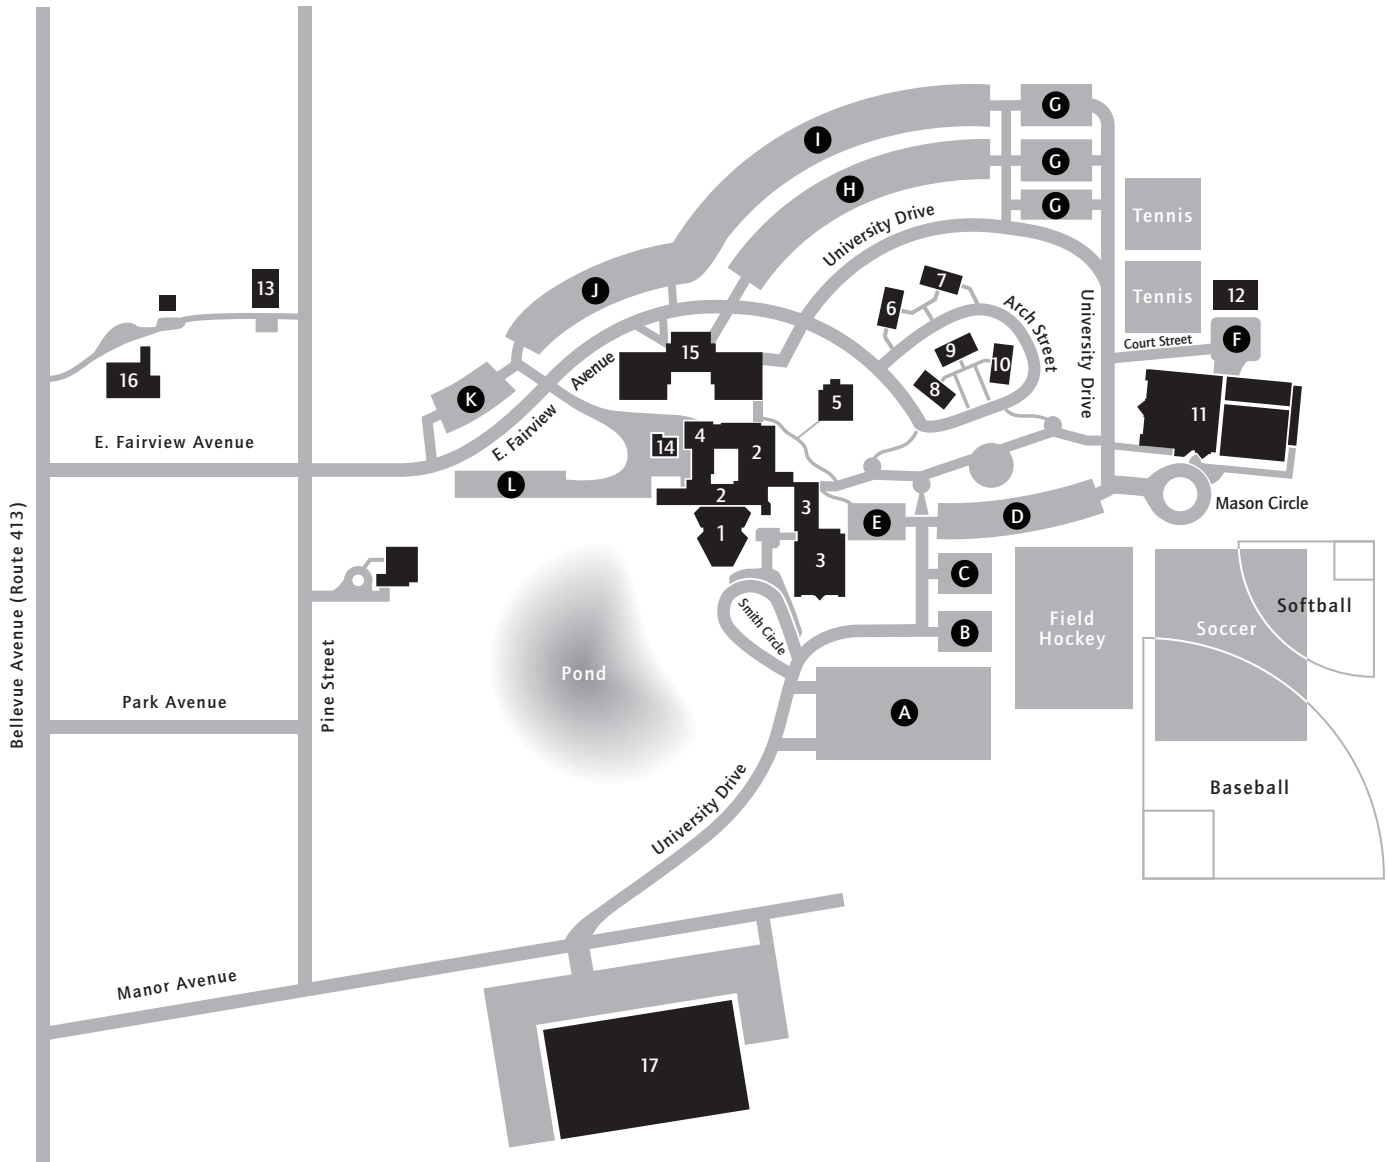 G
I
G
H
G
University Drive
Tennis
Tennis
13
7
12
J
6
Arch Street
University Drive
Court Street
F
16
15
9
10
Avenue
8
K
5
11
E. Fairview Avenue
E. Fairview
4
14
2
L
2
3
Mason Circle
E
D
1
3
C
Smith Circle
B
Field
Hockey
Soccer
Softball
Pond
Bellevue Avenue (Route 413)
Pine Street
Park Avenue
A
Baseball
University Drive
Manor Avenue
17